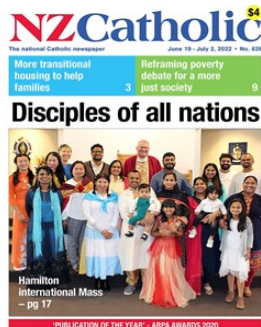 $4
NZCatholic
The national Catholic newspaper
June 19 - July 2, 2022 • No. 635
More transitional
housing to help
families 3
Reframing poverty
debate for a more
just society 9
Disciples of all nations
Hamilton
international Mass
– pg 17
'PUBLICATION OF THE YEAR' - ARPA AWARDS 2020